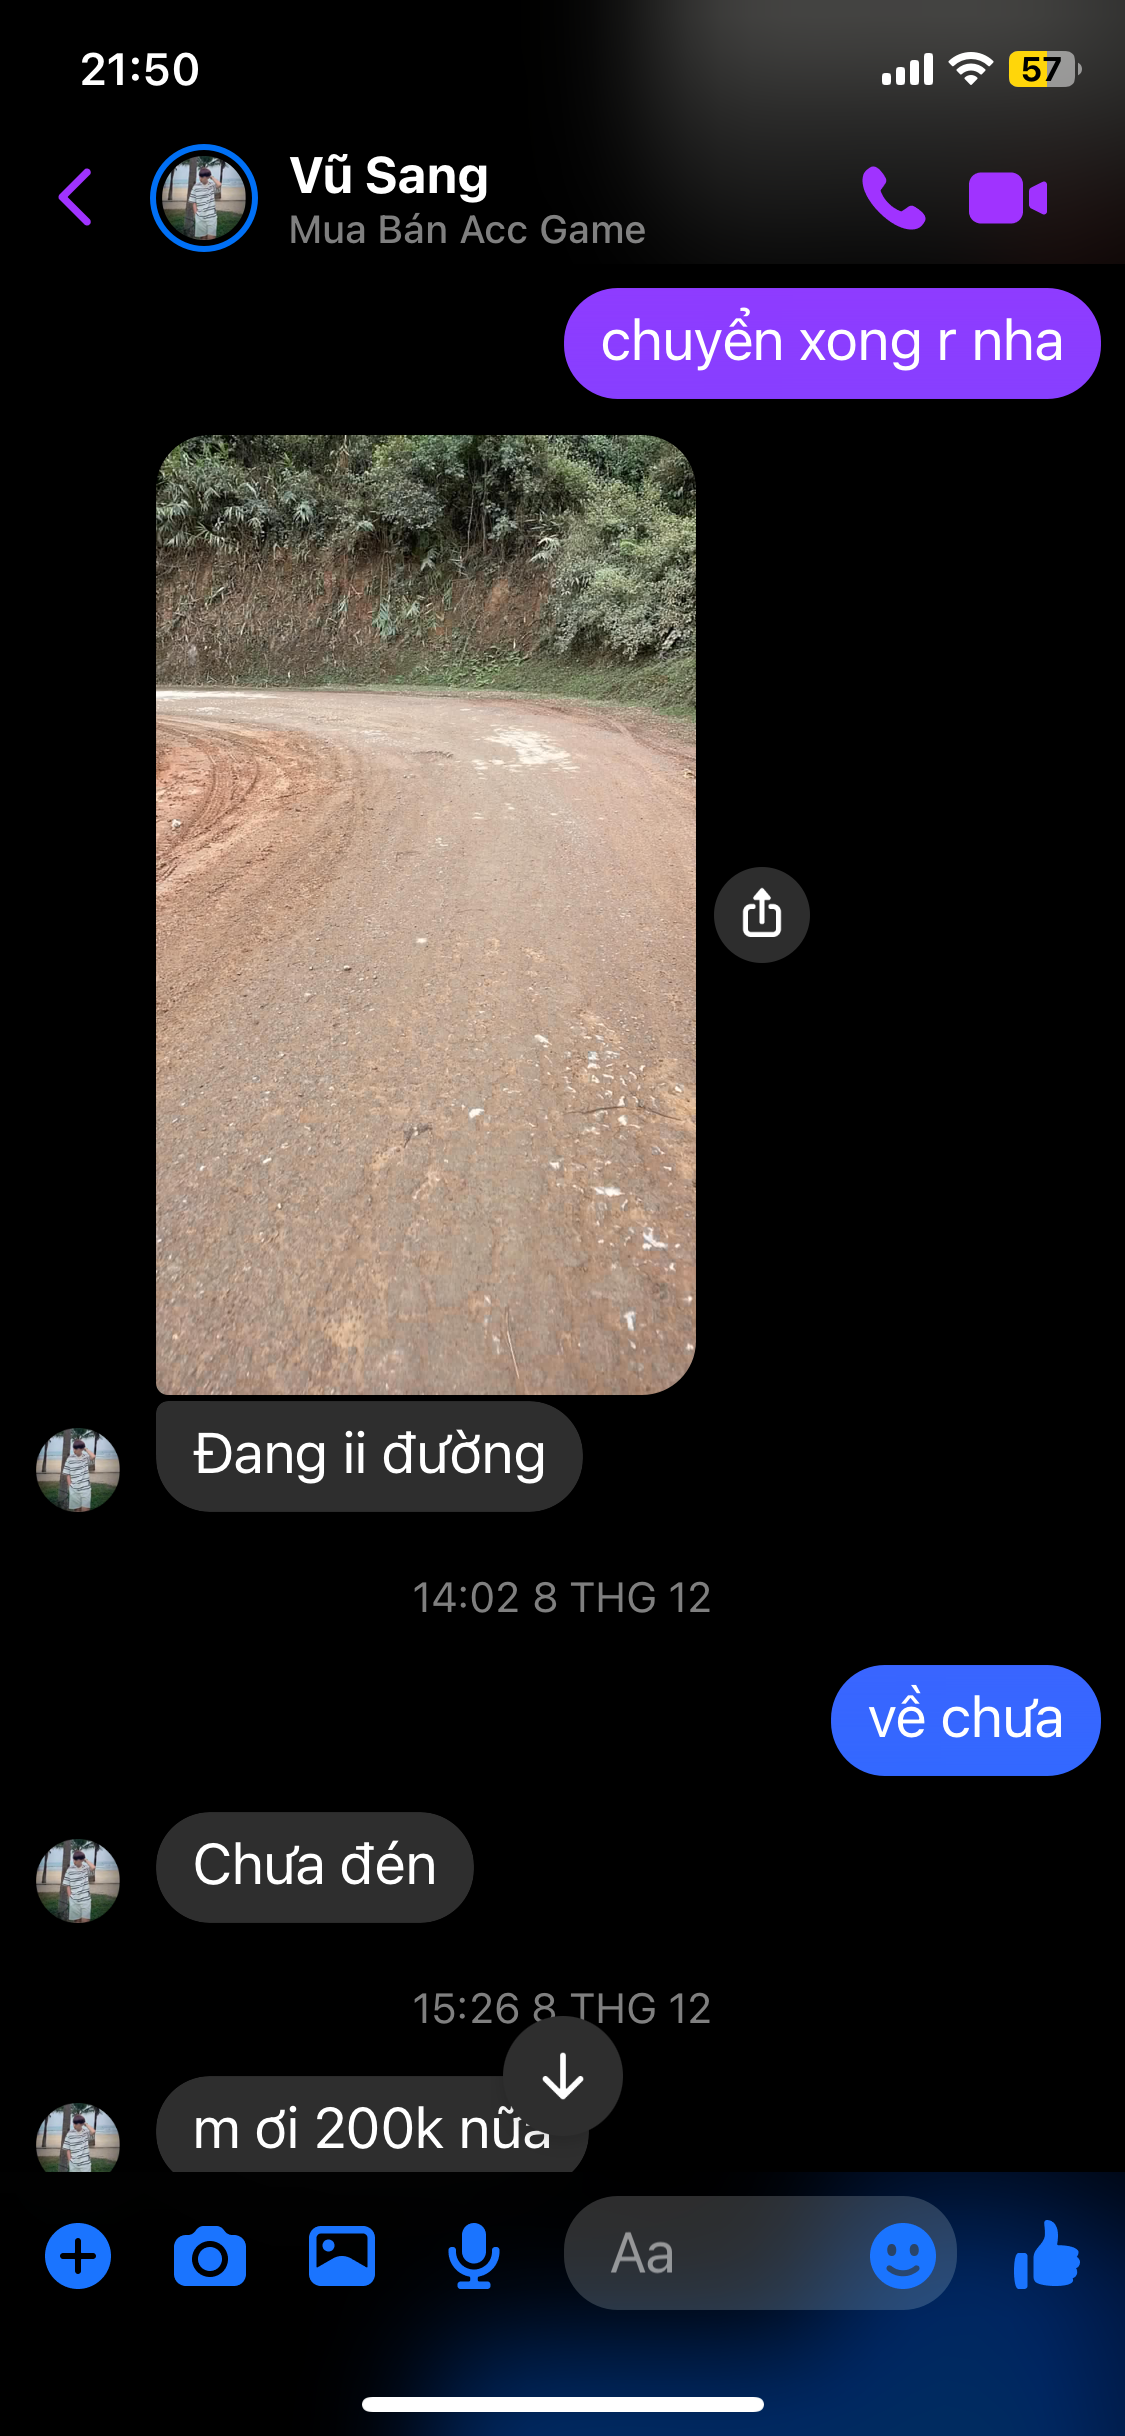 21:50
57
Vũ Sang
Mua Bán Acc Game
chuyển xong r nha
Đang ii đường
14:02 8 THG 12
về chưa
Chưa đén
15:26 8 THG 12
m ơi 200k nữa
Aa